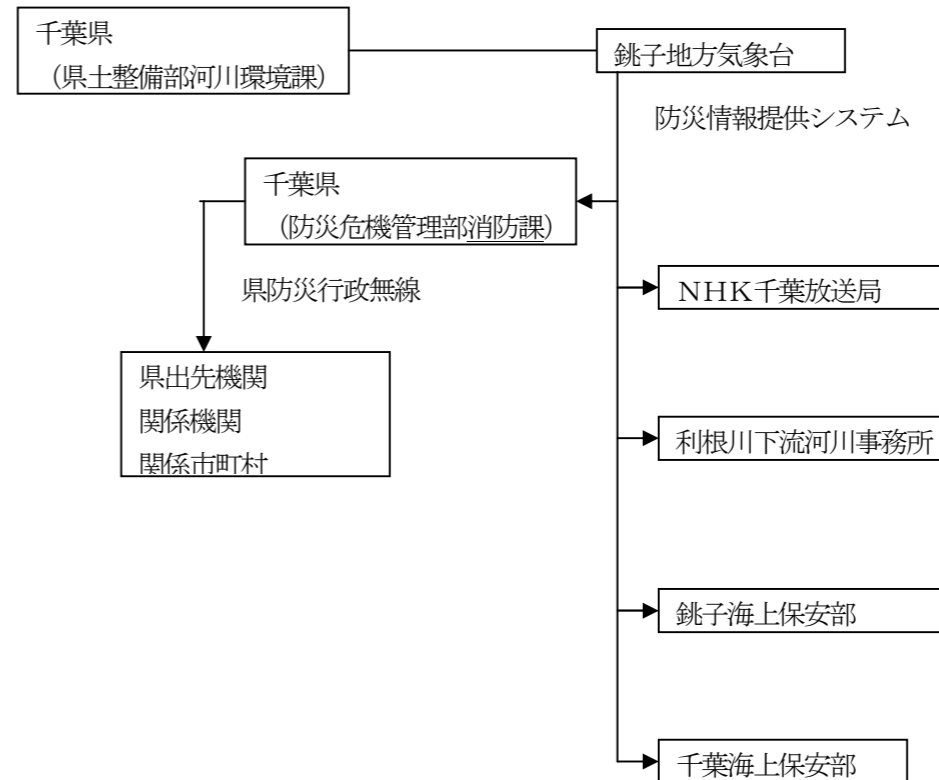 千葉県
(県土整備部河川環境課)
銚子地方気象台
防災情報提供システム
千葉県
(防災危機管理部消防課)
県防災行政無線
NHK千葉放送局
県出先機関
関係機関
関係市町村
利根川下流河川事務所
銚子海上保安部
千葉海上保安部